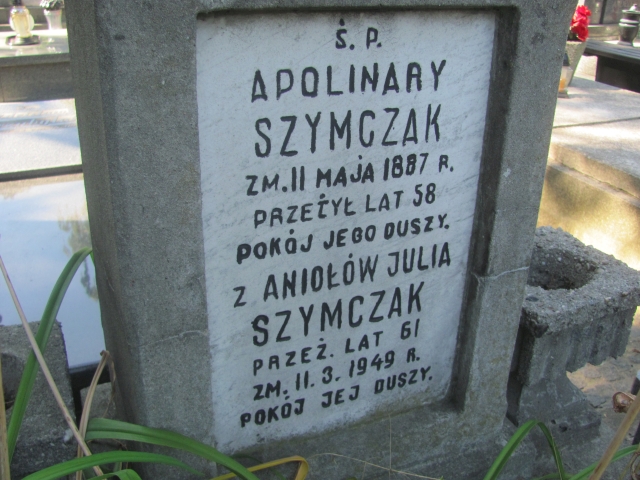 Ś. P.
APOLINARY
SZYMCZAK
ZM. 11 MAJA 1887 R.
PRZEŻYŁ LAT 58
POKÓJ JEGO DUSZY.
Z ANIOŁÓW JULIA
SZYMCZAK
PRZEŻ. LAT 61
ZM. 11. 3. 1949 R.
POKÓJ JEJ DUSZY.